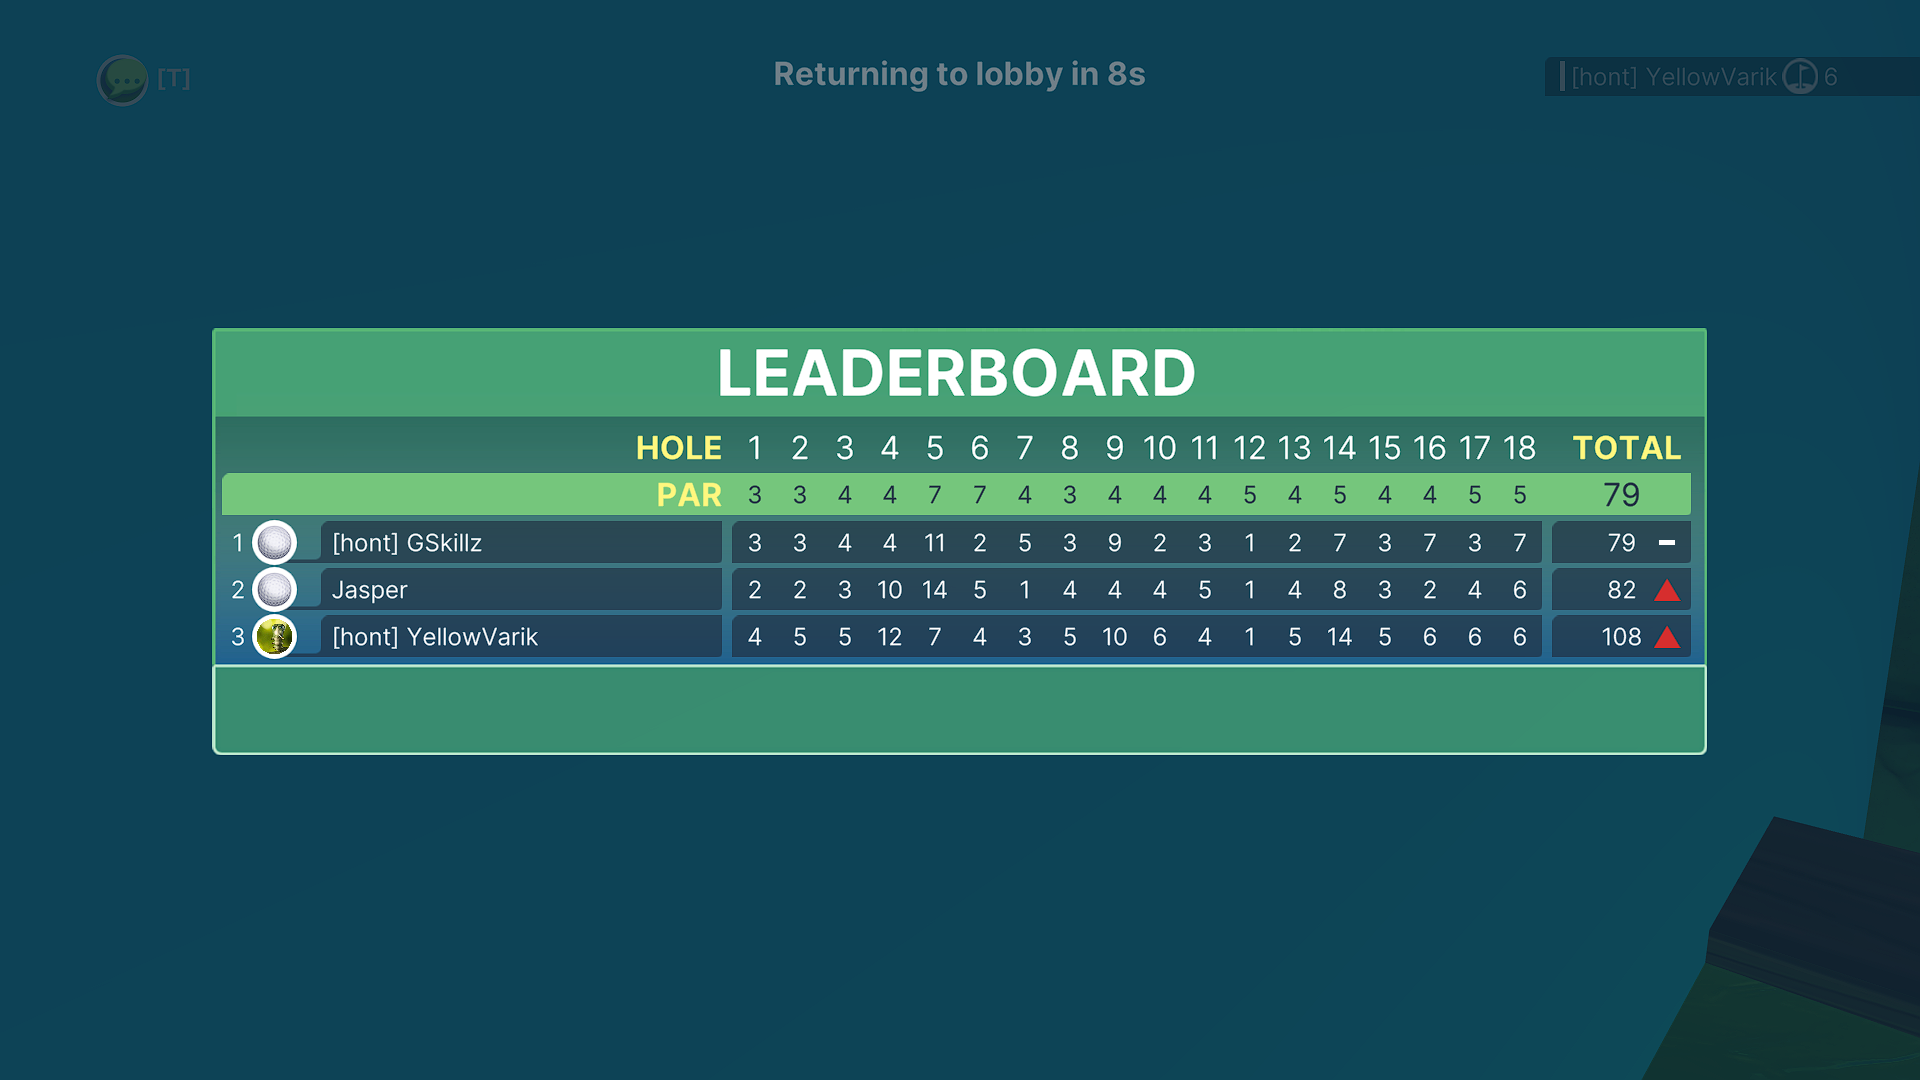 [T]
Returning to lobby in 8s
[hont] YellowVarik 6
LEADERBOARD
HOLE 1 2 3 4 5 6 7 8 9 10 11 12 13 14 15 16 17 18 TOTAL
PAR 3 3 4 4 7 7 4 3 4 4 4 5 4 5 4 4 5 5 79
1 [hont] GSkillz 3 3 4 4 11 2 5 3 9 2 3 1 2 7 3 7 3 7 79 –
2 Jasper 2 2 3 10 14 5 1 4 4 4 5 1 4 8 3 2 4 6 82
3 [hont] YellowVarik 4 5 5 12 7 4 3 5 10 6 4 1 5 14 5 6 6 6 108